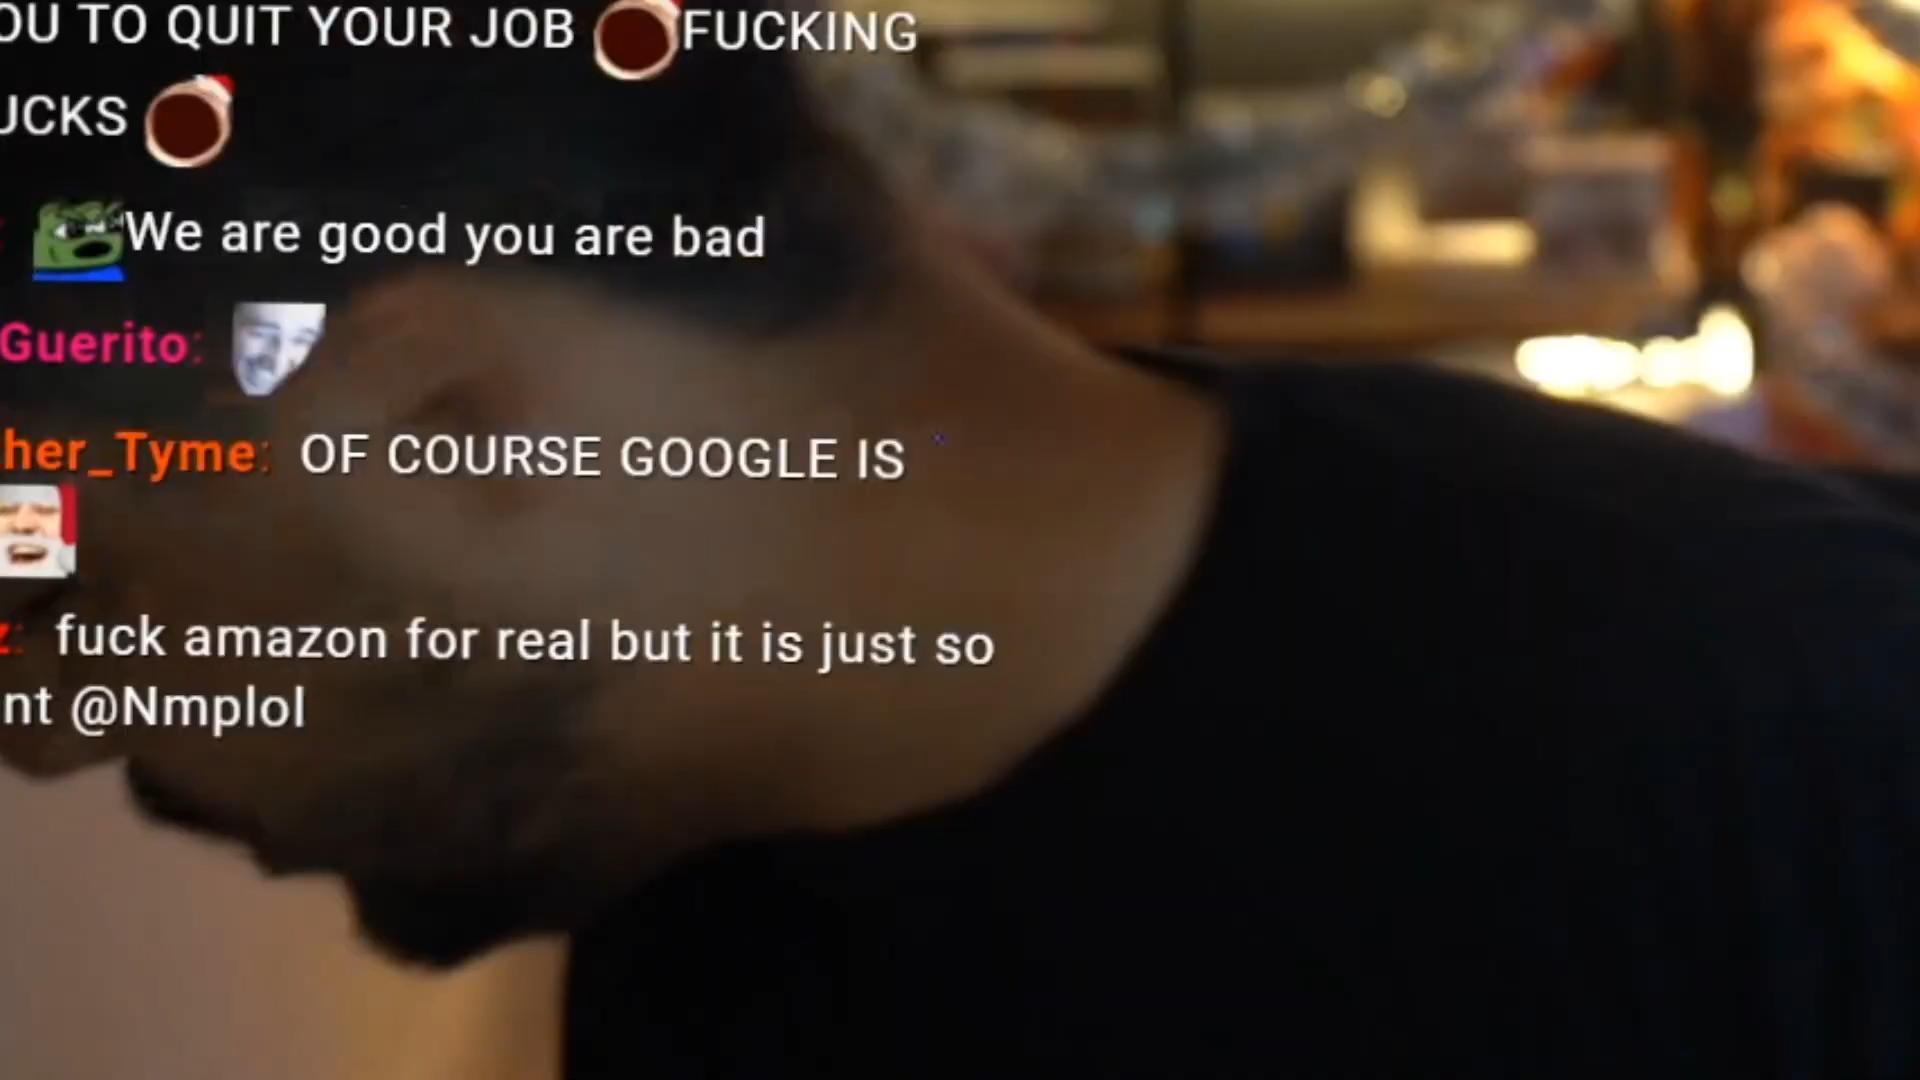 OU TO QUIT YOUR JOB FUCKING
UCKS
We are good you are bad
Guerito:
her_Tyme: OF COURSE GOOGLE IS
z: fuck amazon for real but it is just so
nt @Nmplol